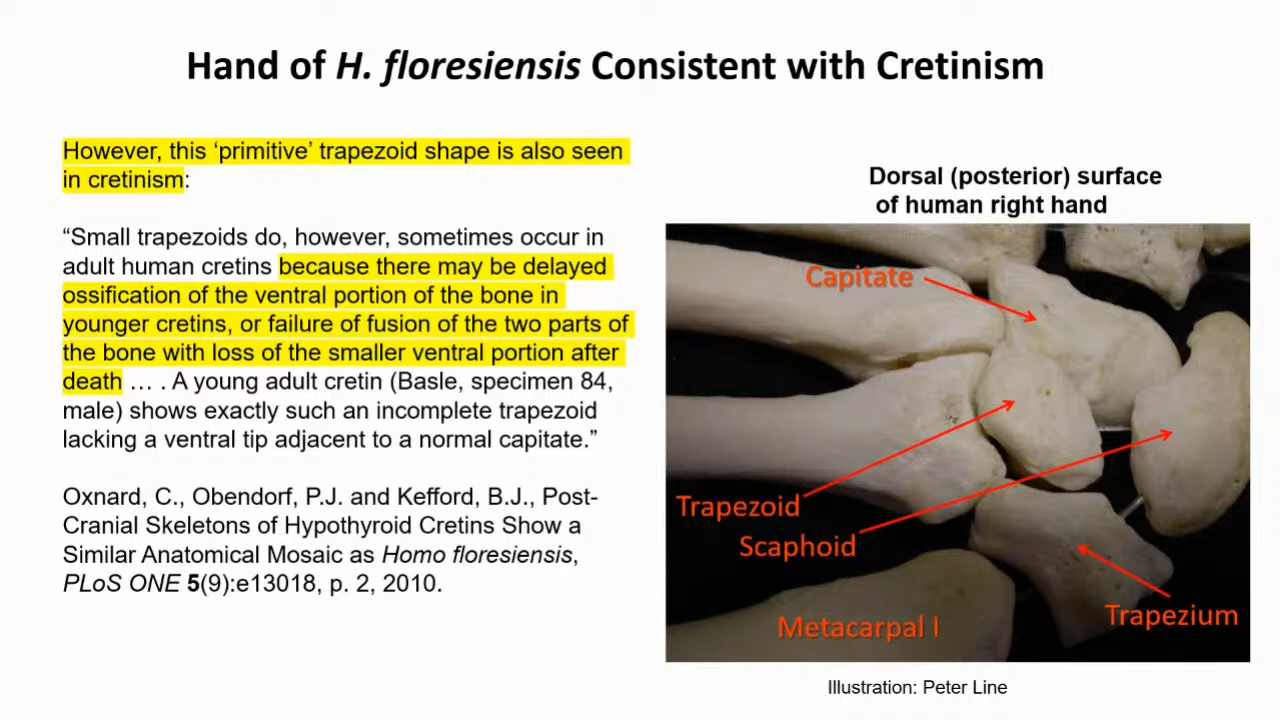 Hand of H. floresiensis Consistent with Cretinism
However, this ‘primitive’ trapezoid shape is also seen
in cretinism:
“Small trapezoids do, however, sometimes occur in
adult human cretins because there may be delayed
ossification of the ventral portion of the bone in
younger cretins, or failure of fusion of the two parts of
the bone with loss of the smaller ventral portion after
death … . A young adult cretin (Basle, specimen 84,
male) shows exactly such an incomplete trapezoid
lacking a ventral tip adjacent to a normal capitate.”
Oxnard, C., Obendorf, P.J. and Kefford, B.J., Post-
Cranial Skeletons of Hypothyroid Cretins Show a
Similar Anatomical Mosaic as Homo floresiensis,
PLoS ONE 5(9):e13018, p. 2, 2010.
Dorsal (posterior) surface
of human right hand
Capitate
Trapezoid
Scaphoid
Trapezium
Metacarpal I
Illustration: Peter Line